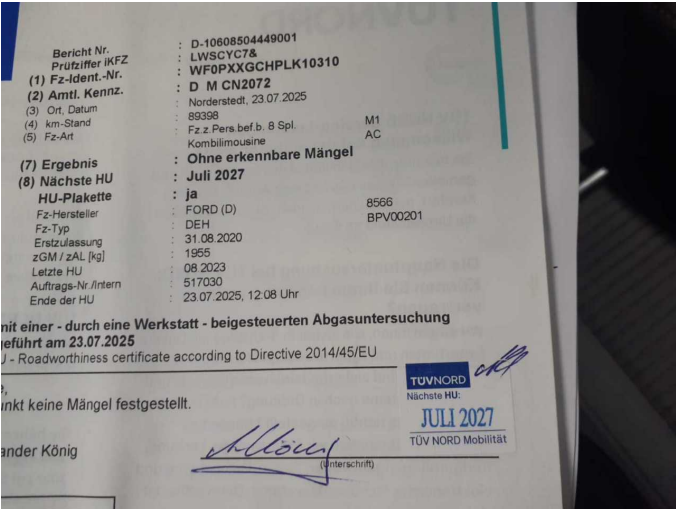 Bericht Nr. : D-10608504449001
Prüfziffer iKFZ : LWSCYC7&
(1) Fz-Ident.-Nr. : WF0PXXGCHPLK10310
(2) Amtl. Kennz. : D M CN2072
(3) Ort, Datum : Norderstedt, 23.07.2025
(4) km-Stand : 89398
(5) Fz-Art : Fz.z.Pers.bef.b. 8 Spl. M1
Kombilimousine AC
(7) Ergebnis : Ohne erkennbare Mängel
(8) Nächste HU : Juli 2027
HU-Plakette : ja
Fz-Hersteller : FORD (D) 8566
Fz-Typ : DEH BPV00201
Erstzulassung : 31.08.2020
zGM / zAL [kg] : 1955
Letzte HU : 08.2023
Auftrags-Nr./Intern : 517030
Ende der HU : 23.07.2025, 12:08 Uhr
mit einer - durch eine Werkstatt - beigesteuerten Abgasuntersuchung
geführt am 23.07.2025
U - Roadworthiness certificate according to Directive 2014/45/EU
e,
unkt keine Mängel festgestellt.
ander König
(Unterschrift)
TÜVNORD
Nächste HU:
JULI 2027
TÜV NORD Mobilität